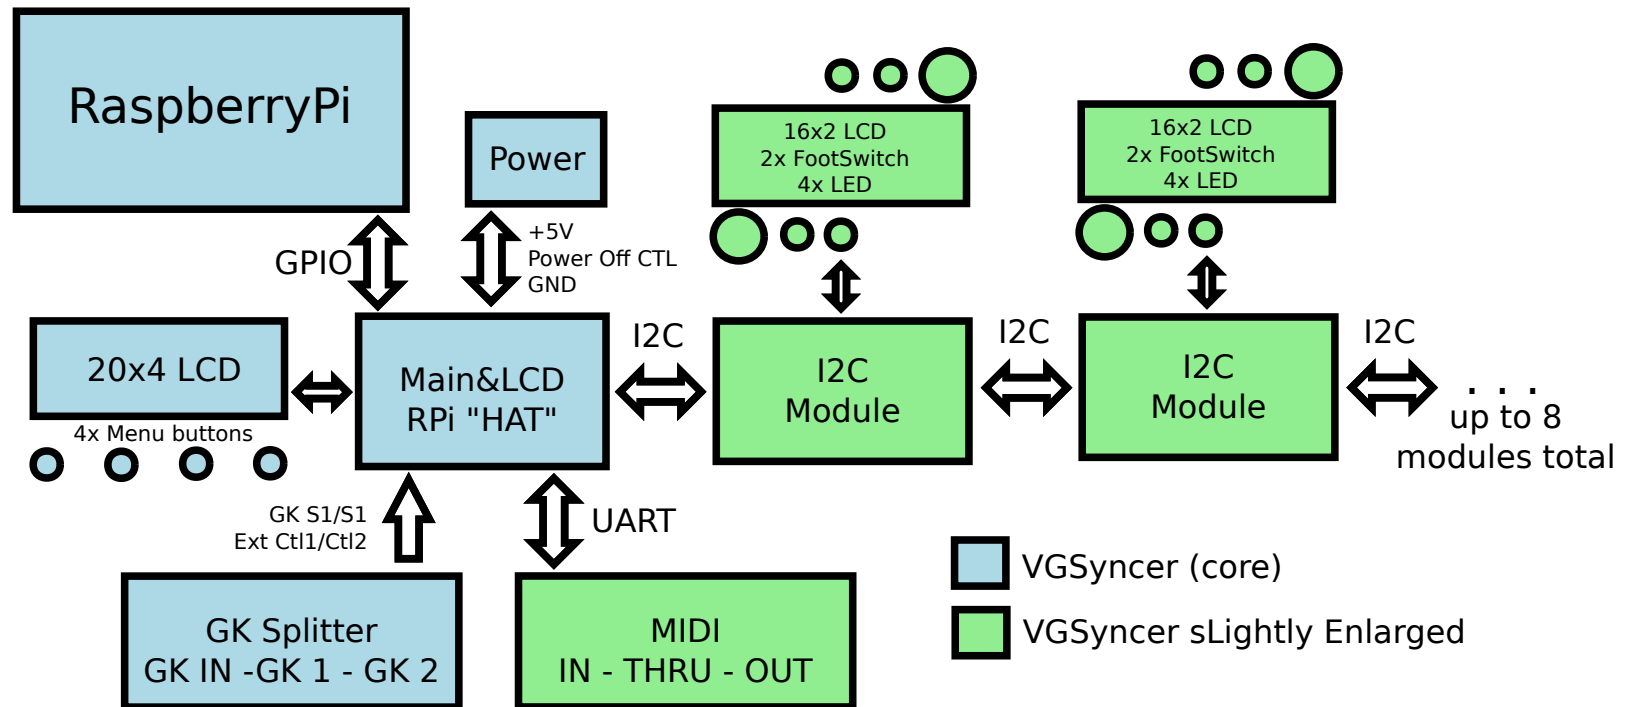 RaspberryPi
Power
16x2 LCD
2x FootSwitch
4x LED
16x2 LCD
2x FootSwitch
4x LED
GPIO
+5V
Power Off CTL
GND
20x4 LCD
4x Menu buttons
Main&LCD
RPi "HAT"
I2C
I2C
Module
I2C
I2C
Module
I2C
. . .
up to 8
modules total
GK S1/S1
Ext Ctl1/Ctl2
UART
GK Splitter
GK IN -GK 1 - GK 2
MIDI
IN - THRU - OUT
VGSyncer (core)
VGSyncer sLightly Enlarged